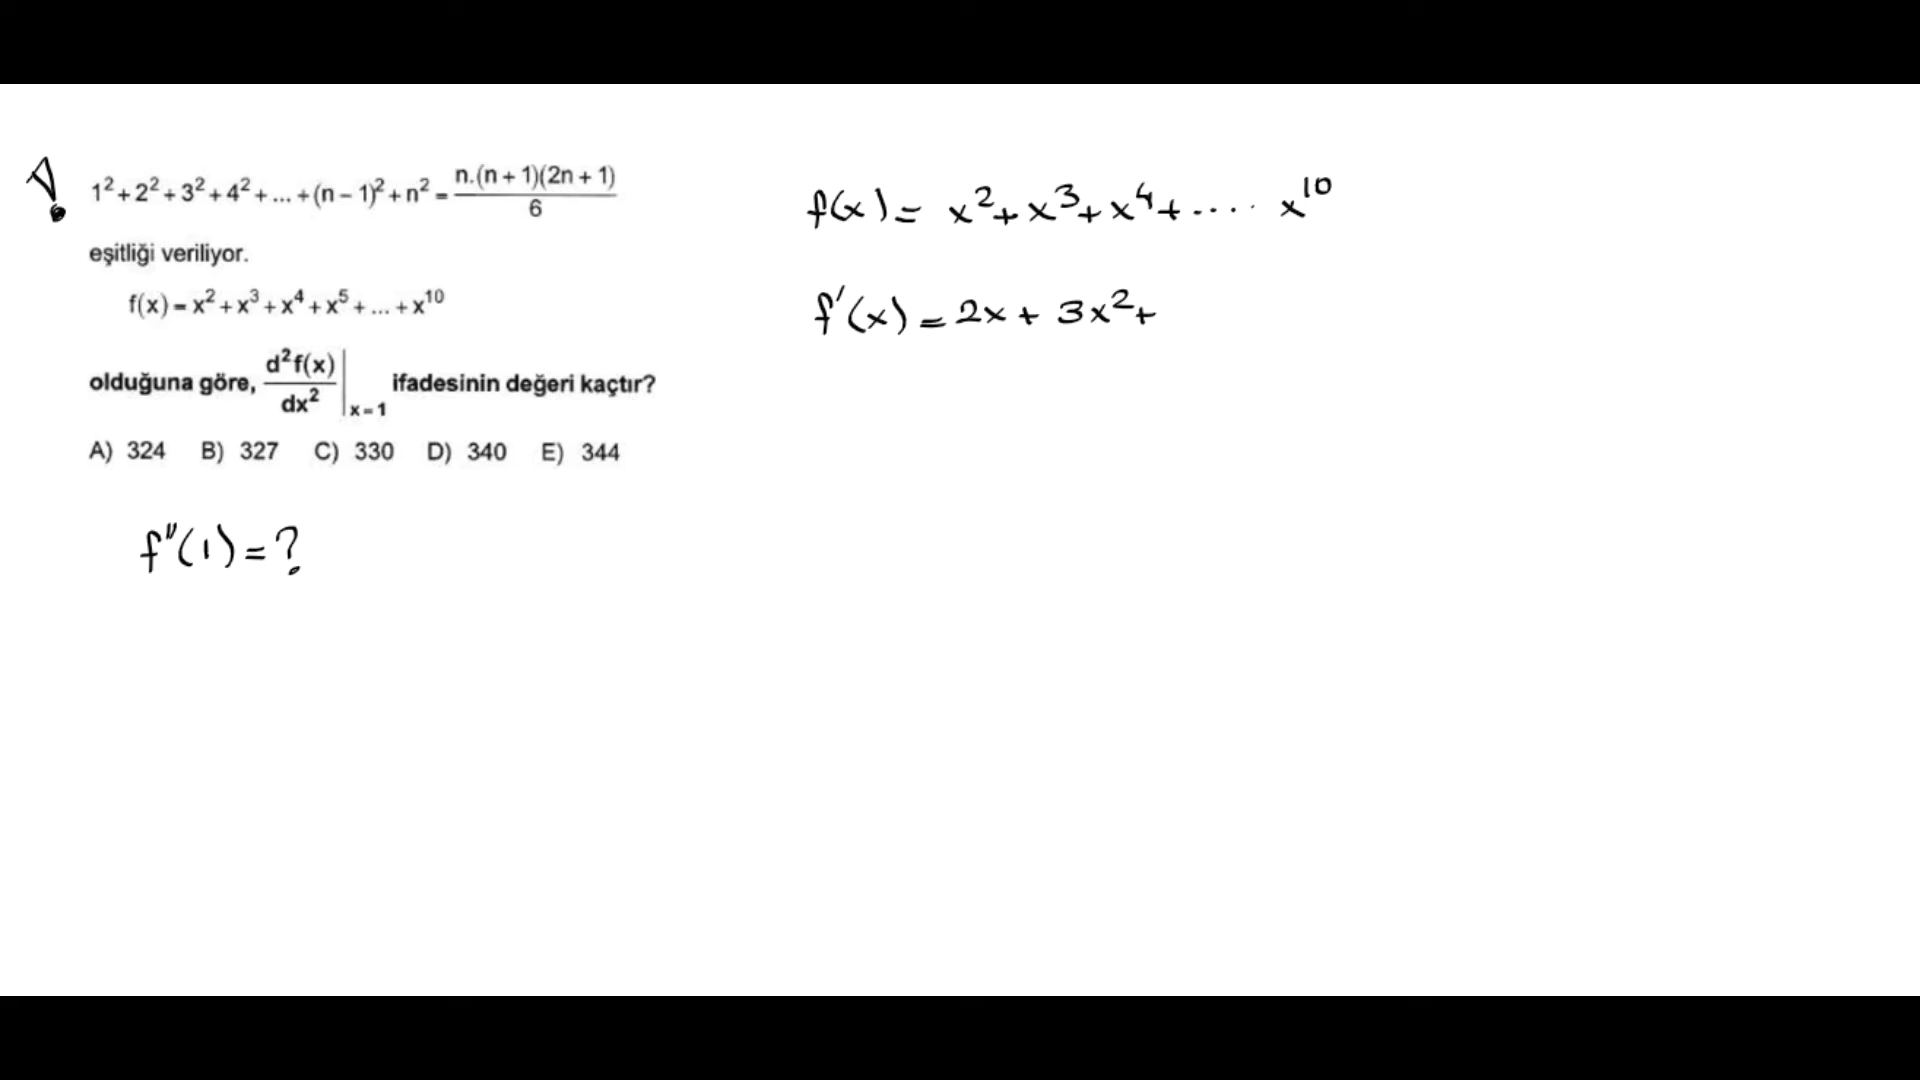 1² + 2² + 3² + 4² + ... + (n – 1)² + n² = n.(n + 1)(2n + 1) / 6
eşitliği veriliyor.
f(x) = x² + x³ + x⁴ + x⁵ + ... + x¹⁰
olduğuna göre, d²f(x) / dx² |ₓ₌₁ ifadesinin değeri kaçtır?
A) 324 B) 327 C) 330 D) 340 E) 344
f''(1) = ?
f(x) = x² + x³ + x⁴ + ..... x¹⁰
f'(x) = 2x + 3x² +